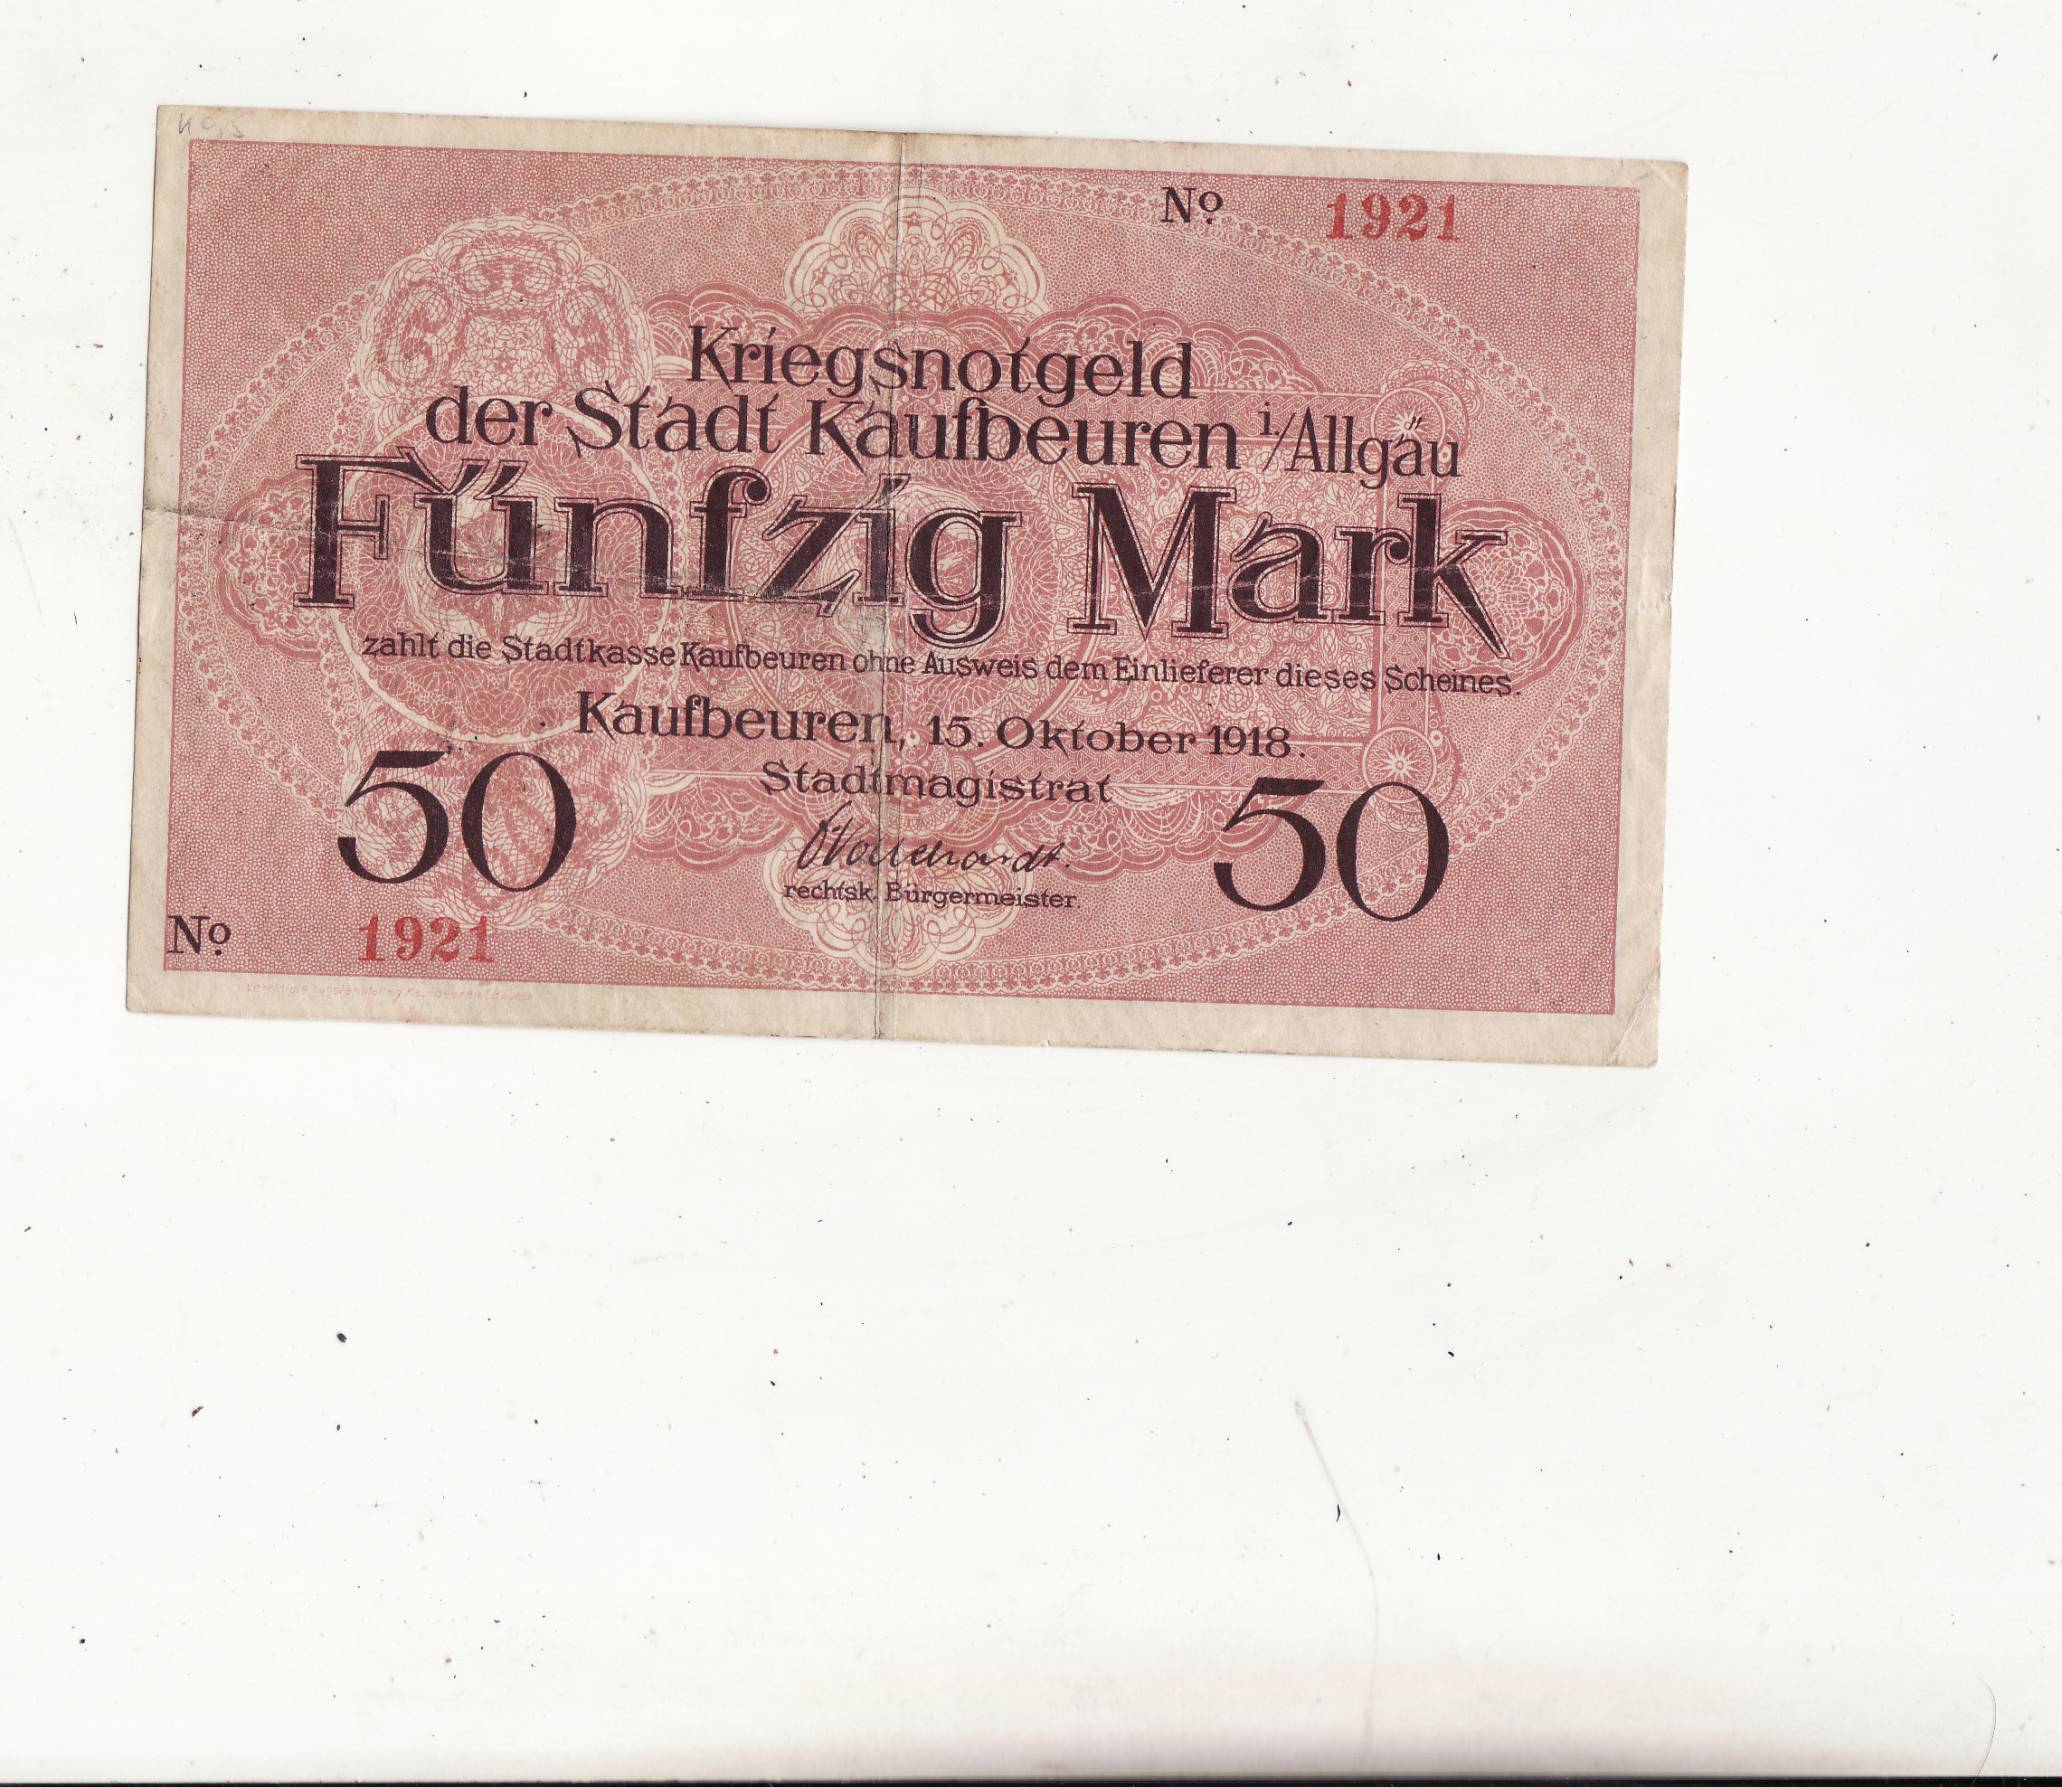 No 1921
Kriegsnotgeld
der Stadt Kaufbeuren i./Allgäu
Fünfzig Mark
zahlt die Stadtkasse Kaufbeuren ohne Ausweis dem Einlieferer dieses Scheines.
Kaufbeuren, 15. Oktober 1918.
Stadtmagistrat
50 50
rechtsk. Bürgermeister.
No 1921